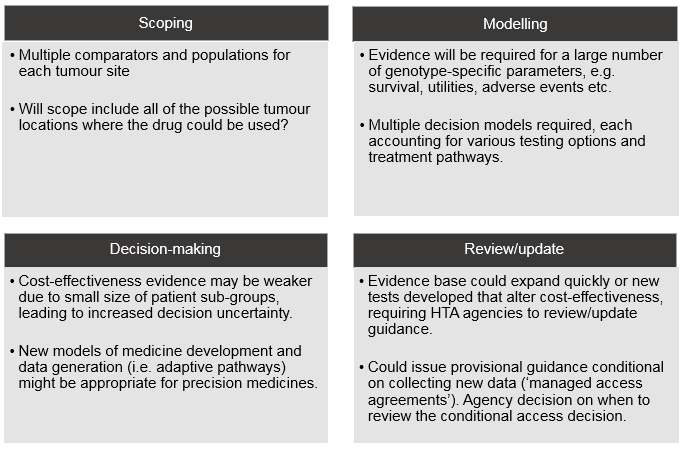 Scoping
• Multiple comparators and populations for
each tumour site
• Will scope include all of the possible tumour
locations where the drug could be used?
Modelling
• Evidence will be required for a large number
of genotype-specific parameters, e.g.
survival, utilities, adverse events etc.
• Multiple decision models required, each
accounting for various testing options and
treatment pathways.
Decision-making
• Cost-effectiveness evidence may be weaker
due to small size of patient sub-groups,
leading to increased decision uncertainty.
• New models of medicine development and
data generation (i.e. adaptive pathways)
might be appropriate for precision medicines.
Review/update
• Evidence base could expand quickly or new
tests developed that alter cost-effectiveness,
requiring HTA agencies to review/update
guidance.
• Could issue provisional guidance conditional
on collecting new data (‘managed access
agreements’). Agency decision on when to
review the conditional access decision.